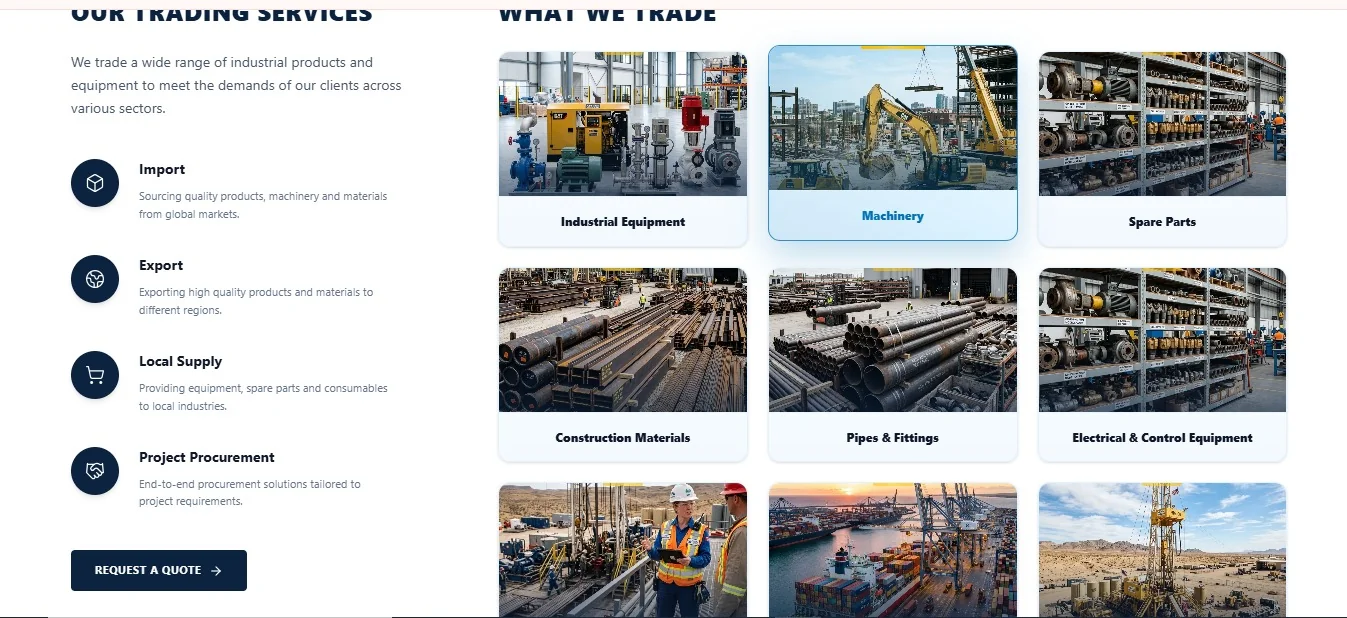 OUR TRADING SERVICES
We trade a wide range of industrial products and
equipment to meet the demands of our clients across
various sectors.
Import
Sourcing quality products, machinery and materials
from global markets.
Export
Exporting high quality products and materials to
different regions.
Local Supply
Providing equipment, spare parts and consumables
to local industries.
Project Procurement
End-to-end procurement solutions tailored to
project requirements.
REQUEST A QUOTE
WHAT WE TRADE
Industrial Equipment
Machinery
Spare Parts
Construction Materials
Pipes & Fittings
Electrical & Control Equipment